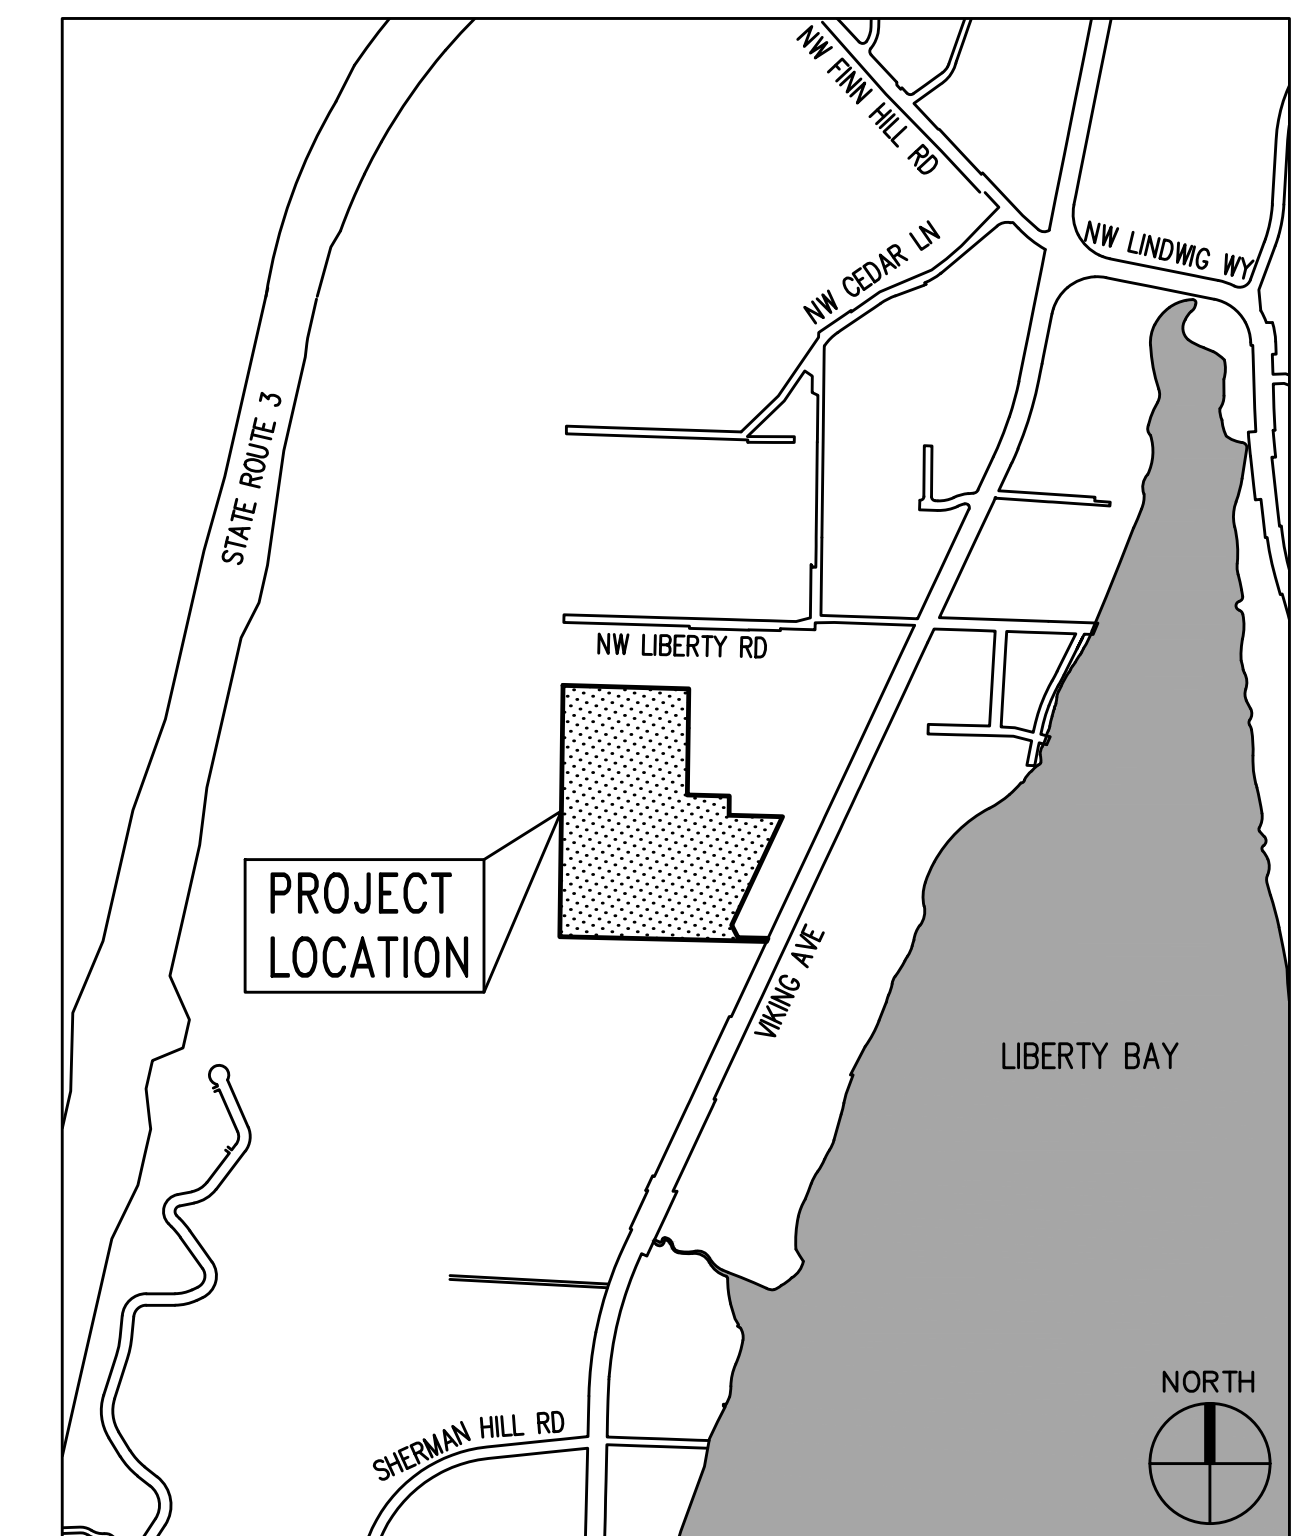 NW FINN HILL RD
NW LINDWIG WY
NW CEDAR LN
STATE ROUTE 3
NW LIBERTY RD
PROJECT
LOCATION
VIKING AVE
LIBERTY BAY
NORTH
SHERMAN HILL RD